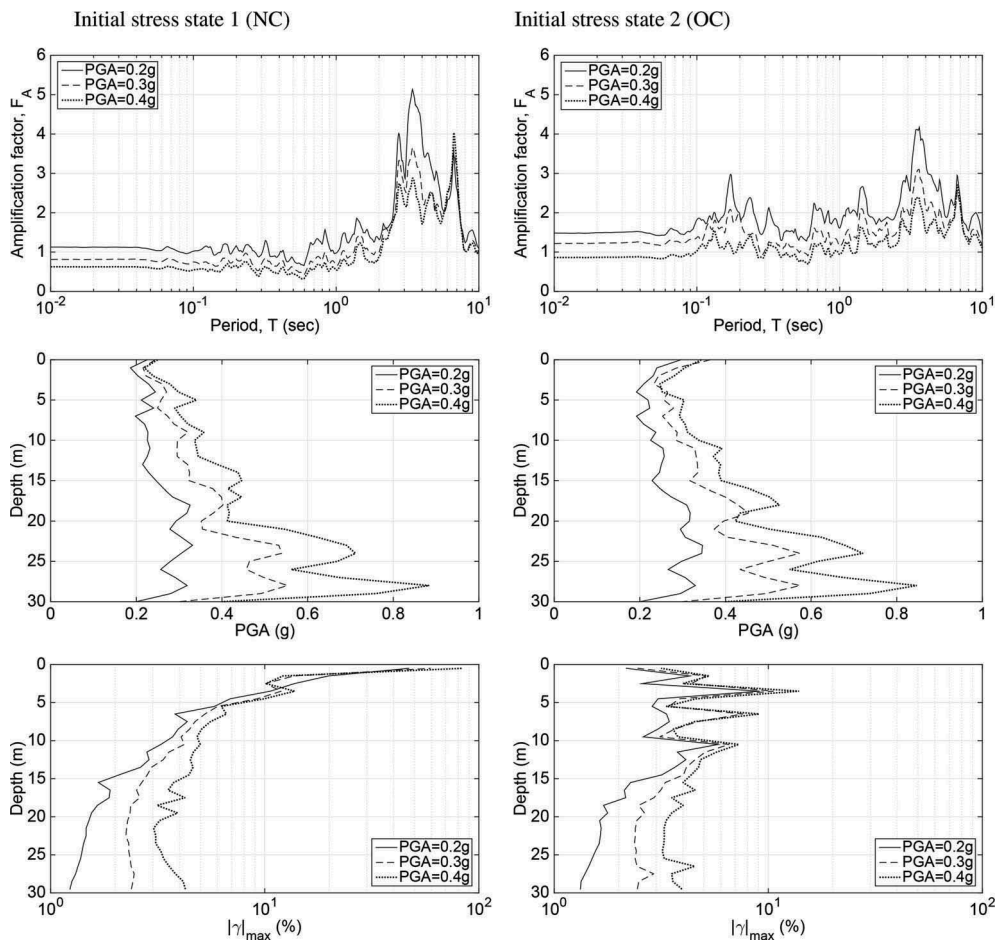 Initial stress state 1 (NC)
Initial stress state 2 (OC)
6
5
4
3
2
1
0
Amplification factor, F_A
PGA=0.2g
PGA=0.3g
PGA=0.4g
10^-2
10^-1
10^0
10^1
Period, T (sec)
6
5
4
3
2
1
0
Amplification factor, F_A
PGA=0.2g
PGA=0.3g
PGA=0.4g
10^-2
10^-1
10^0
10^1
Period, T (sec)
0
5
10
15
20
25
30
Depth (m)
PGA=0.2g
PGA=0.3g
PGA=0.4g
0
0.2
0.4
0.6
0.8
1
PGA (g)
0
5
10
15
20
25
30
Depth (m)
PGA=0.2g
PGA=0.3g
PGA=0.4g
0
0.2
0.4
0.6
0.8
1
PGA (g)
0
5
10
15
20
25
30
Depth (m)
PGA=0.2g
PGA=0.3g
PGA=0.4g
10^0
10^1
10^2
|γ|_max (%)
0
5
10
15
20
25
30
Depth (m)
PGA=0.2g
PGA=0.3g
PGA=0.4g
10^0
10^1
10^2
|γ|_max (%)